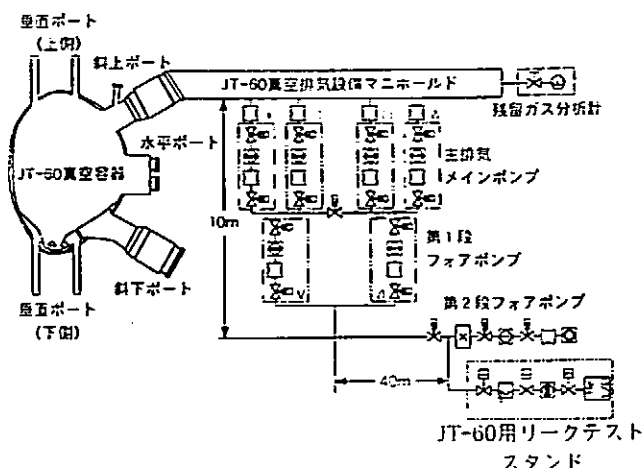 垂直ポート
(上側)
斜上ポート
JT-60真空排気設備マニホールド
残留ガス分析計
水平ポート
JT-60真空容器
主排気
メインポンプ
10m
第1段
フォアポンプ
斜下ポート
垂直ポート
(下側)
第2段フォアポンプ
40m
JT-60用リークテスト
スタンド